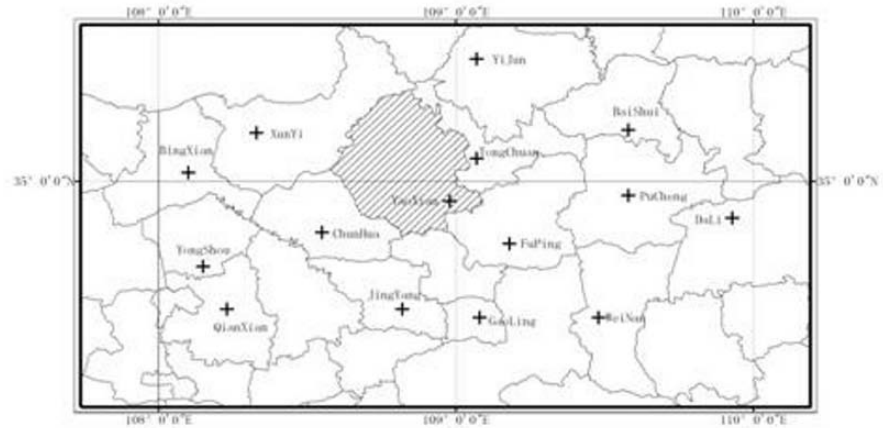 108° 0′0″E
109° 0′0″E
110° 0′0″E
YiJun
BaiShui
XunYi
BingXian
TongChuan
35° 0′0″N
35° 0′0″N
YaoXian
PuCheng
DaLi
ChunHua
FuPing
YongShou
JingYang
GaoLing
WeiNan
QianXian
108° 0′0″E
109° 0′0″E
110° 0′0″E